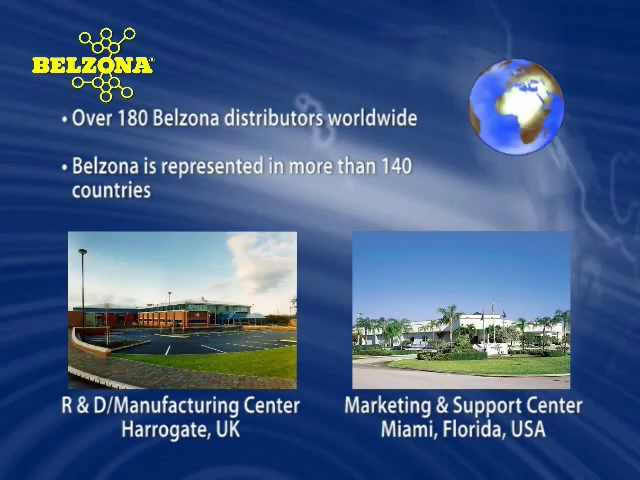 BELZONA
• Over 180 Belzona distributors worldwide
• Belzona is represented in more than 140
countries
R & D/Manufacturing Center
Harrogate, UK
Marketing & Support Center
Miami, Florida, USA